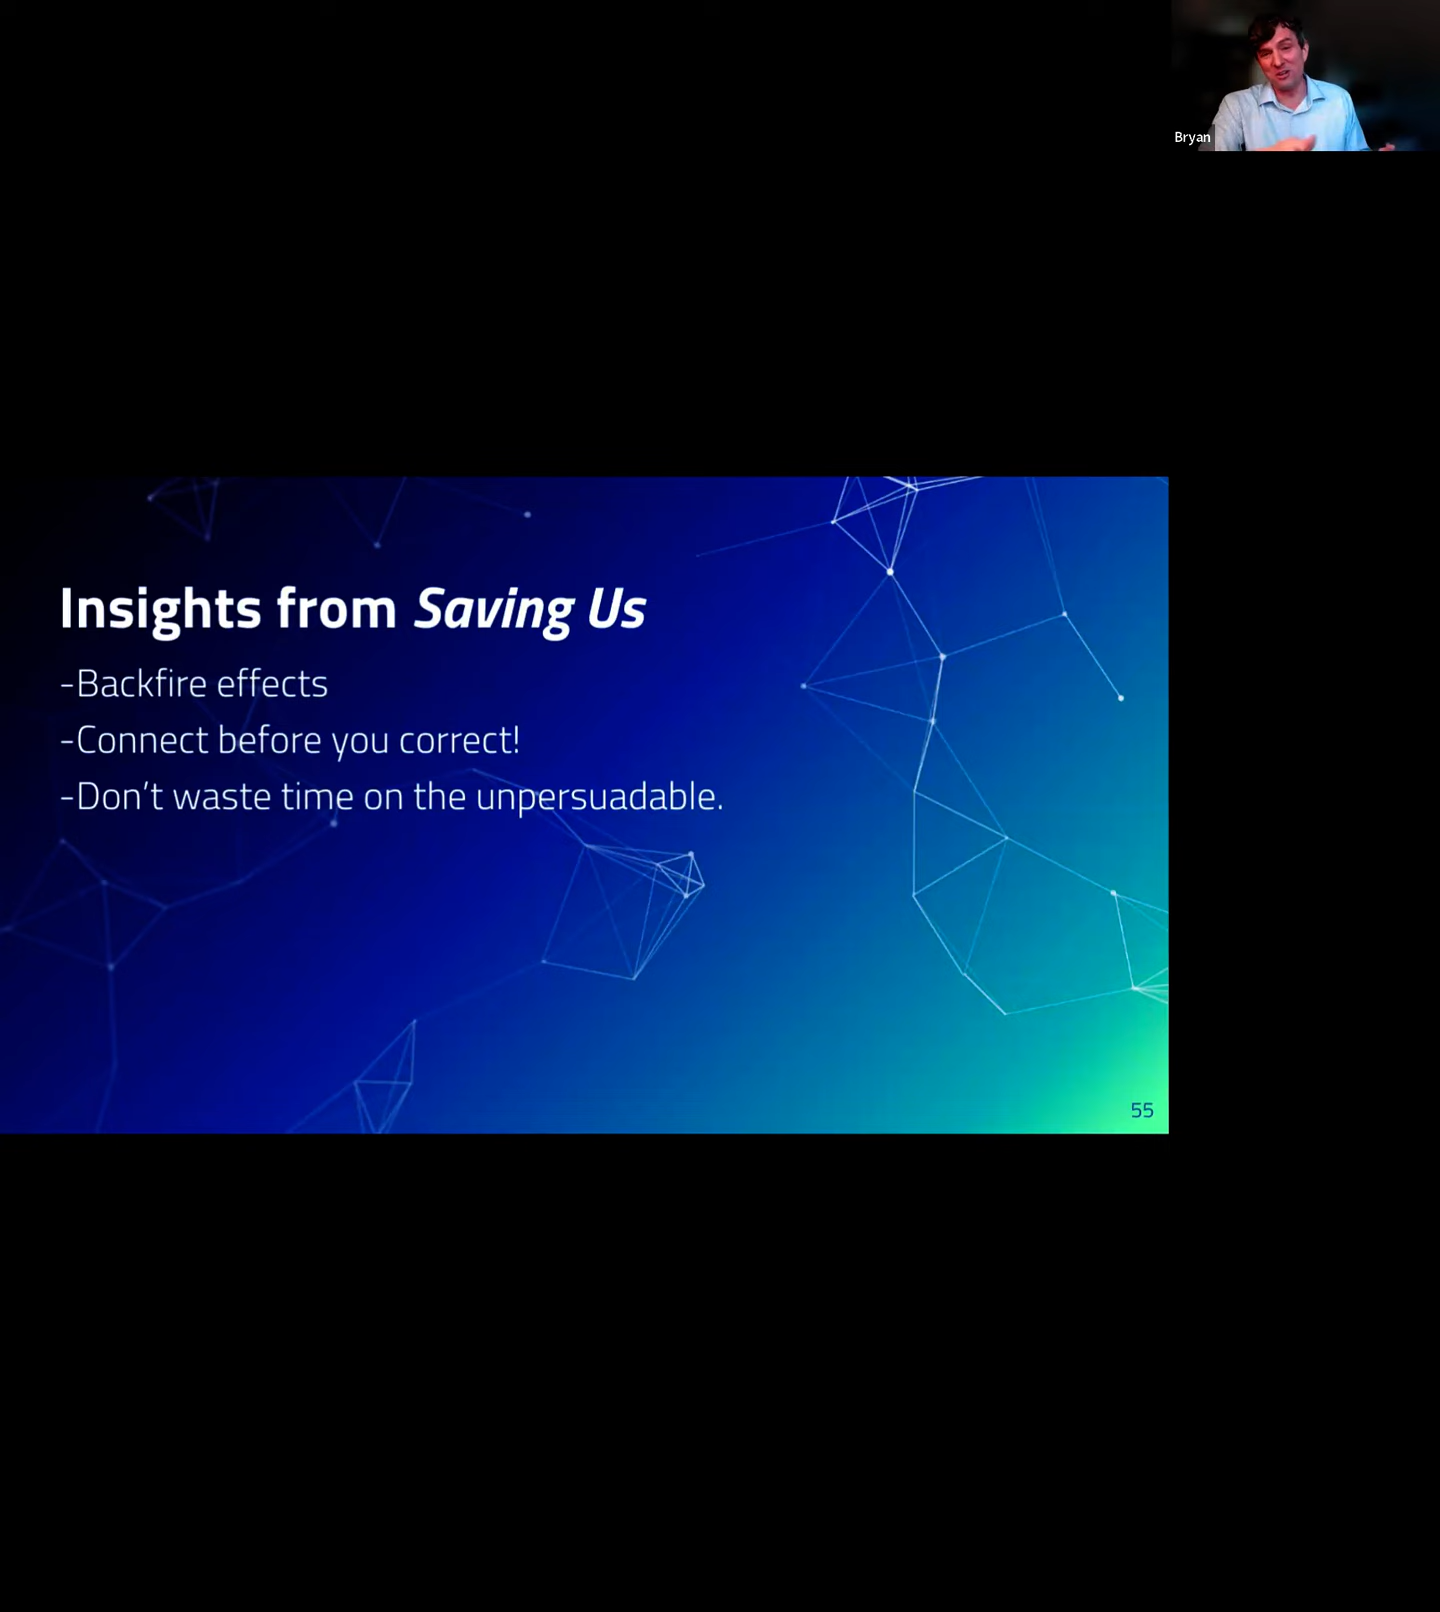 Bryan
Insights from Saving Us
-Backfire effects
-Connect before you correct!
-Don’t waste time on the unpersuadable.
55